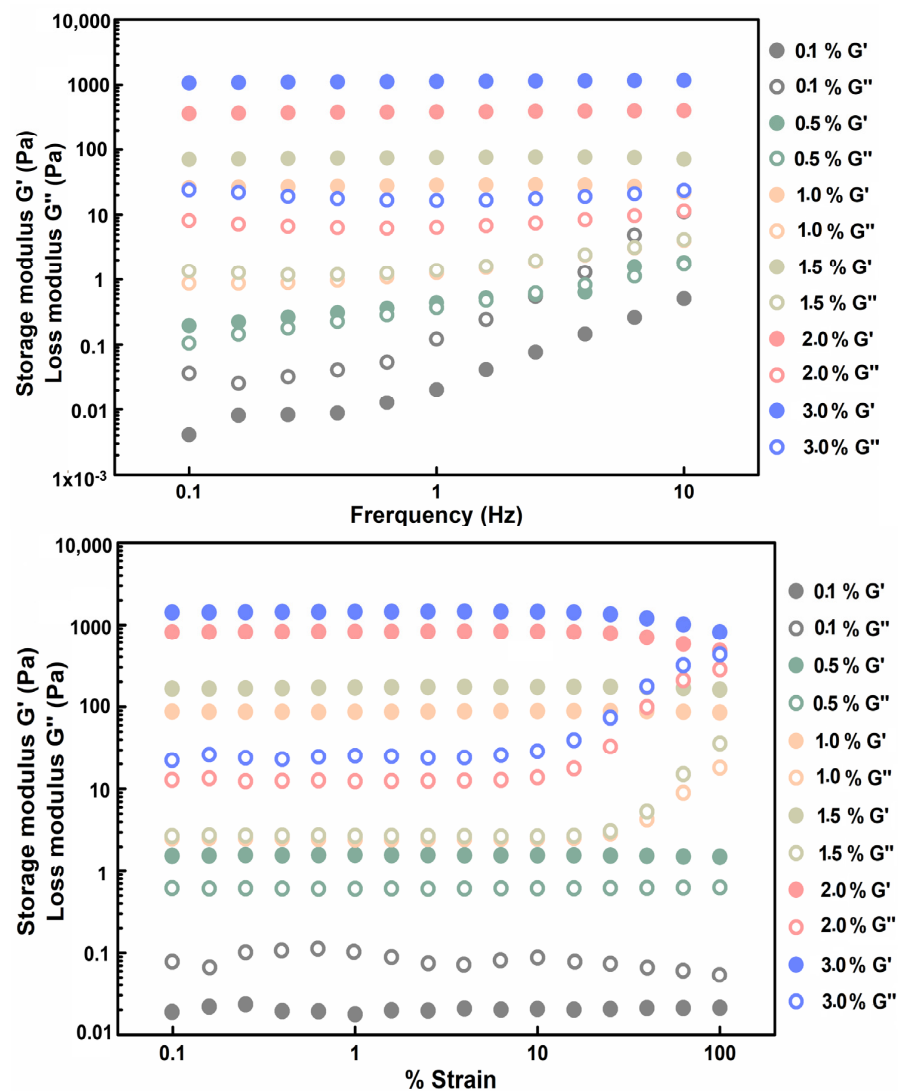 10,000
1000
100
10
1
0.1
0.01
1x10-³
Storage modulus G' (Pa)
Loss modulus G" (Pa)
0.1
1
10
Frerquency (Hz)
0.1 % G'
0.1 % G"
0.5 % G'
0.5 % G"
1.0 % G'
1.0 % G"
1.5 % G'
1.5 % G"
2.0 % G'
2.0 % G"
3.0 % G'
3.0 % G"
10,000
1000
100
10
1
0.1
0.01
Storage modulus G' (Pa)
Loss modulus G" (Pa)
0.1
1
10
100
% Strain
0.1 % G'
0.1 % G"
0.5 % G'
0.5 % G"
1.0 % G'
1.0 % G"
1.5 % G'
1.5 % G"
2.0 % G'
2.0 % G"
3.0 % G'
3.0 % G"